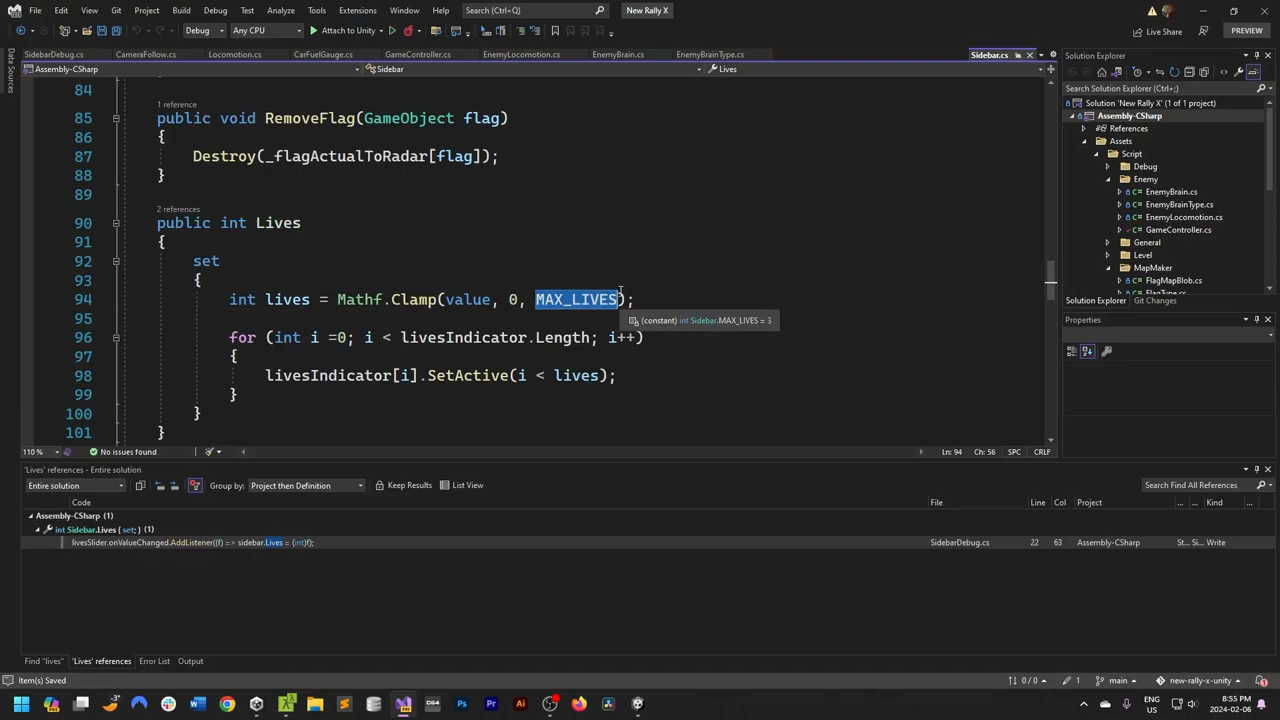 File Edit View Git Project Build Debug Test Analyze Tools Extensions Window Help Search (Ctrl+Q) New Rally X
Debug Any CPU Attach to Unity Live Share PREVIEW
Data Sources
SidebarDebug.cs CameraFollow.cs Locomotion.cs CarFuelGauge.cs GameController.cs EnemyLocomotion.cs EnemyBrain.cs EnemyBrainType.cs Sidebar.cs
Assembly-CSharp Sidebar Lives
84
1 reference
85 public void RemoveFlag(GameObject flag)
86 {
87 Destroy(_flagActualToRadar[flag]);
88 }
89
2 references
90 public int Lives
91 {
92 set
93 {
94 int lives = Mathf.Clamp(value, 0, MAX_LIVES);
95
(constant) int Sidebar.MAX_LIVES = 3
96 for (int i =0; i < livesIndicator.Length; i++)
97 {
98 livesIndicator[i].SetActive(i < lives);
99 }
100 }
101 }
110 % No issues found Ln: 94 Ch: 56 SPC CRLF
Solution Explorer
Search Solution Explorer (Ctrl+;)
Solution 'New Rally X' (1 of 1 project)
Assembly-CSharp
References
Assets
Script
Debug
Enemy
EnemyBrain.cs
EnemyBrainType.cs
EnemyLocomotion.cs
GameController.cs
General
Level
MapMaker
FlagMapBlob.cs
Solution Explorer Git Changes
Properties
'Lives' references - Entire solution
Entire solution Group by: Project then Definition Keep Results List View Search Find All References
Code File Line Col Project ... ... Kind ...
Assembly-CSharp (1)
int Sidebar.Lives { set; } (1)
livesSlider.onValueChanged.AddListener((f) => sidebar.Lives = (int)f); SidebarDebug.cs 22 63 Assembly-CSharp St... Si... Write
Find "lives" 'Lives' references Error List Output
Item(s) Saved 0 / 0 1 main new-rally-x-unity
ENG US 8:55 PM 2024-02-06